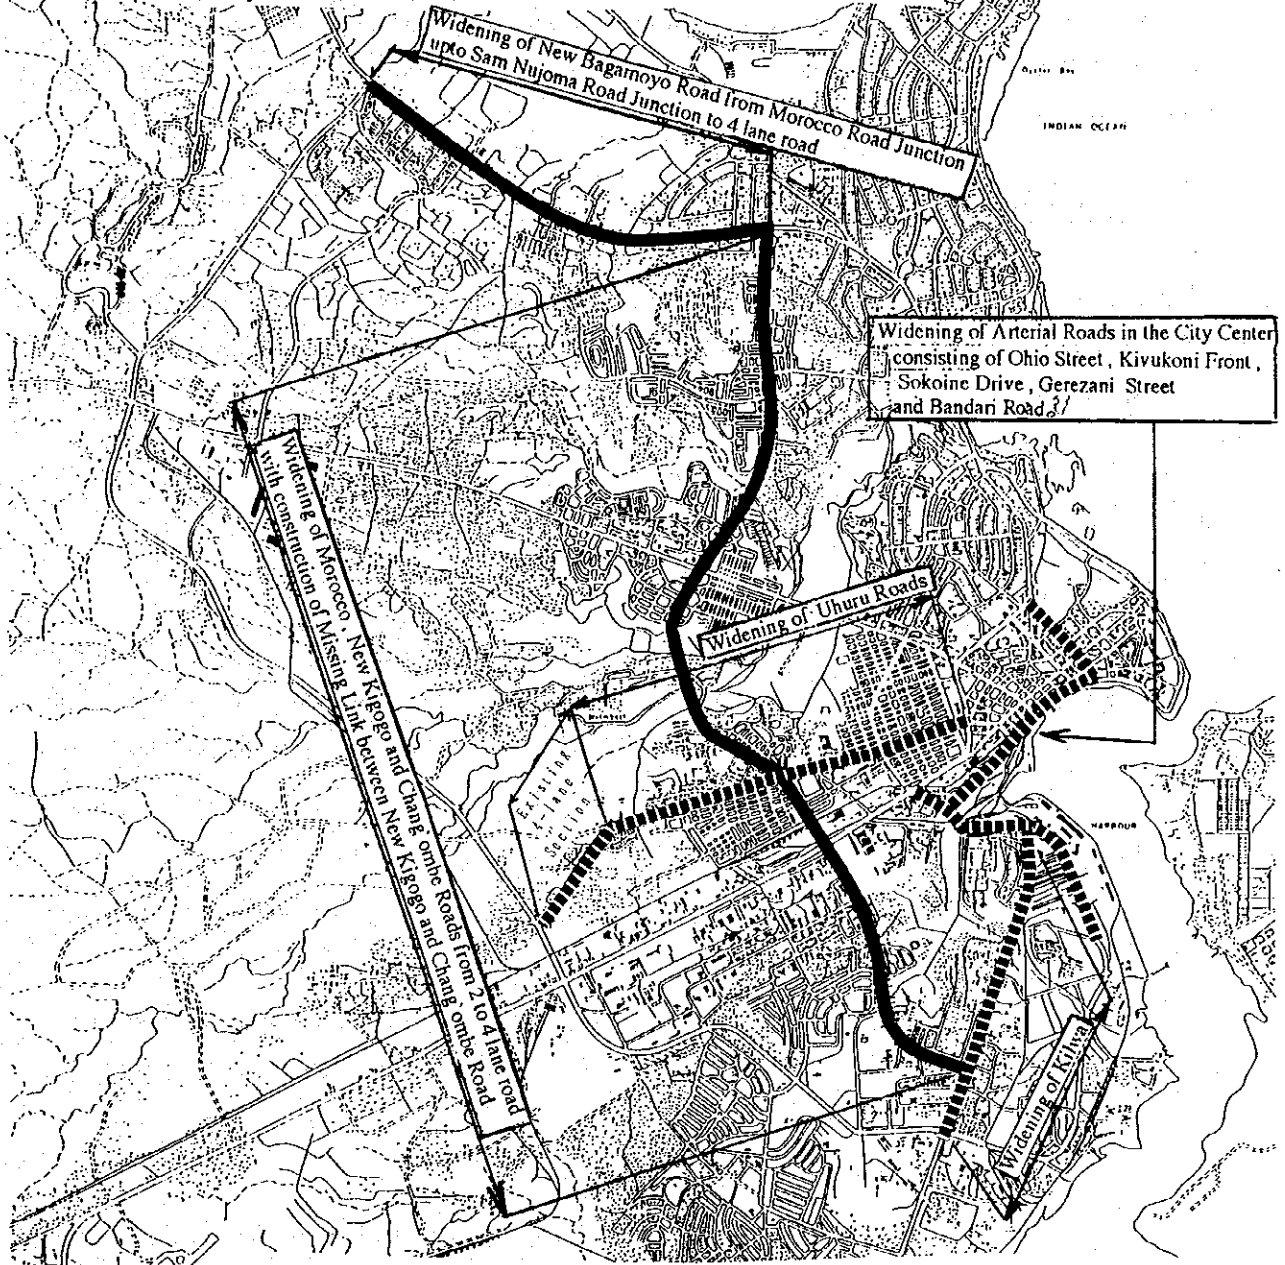 Widening of New Bagamoyo Road from Morocco Road Junction
upto Sam Nujoma Road Junction to 4 lane road
INDIAN OCEAN
Widening of Arterial Roads in the City Center
consisting of Ohio Street , Kivukoni Front ,
Sokoine Drive , Gerezani Street
and Bandari Road
Widening of Morocco , New Kigogo and Chang'ombe Roads from 2 to 4 lane road
with construction of Missing Link between New Kigogo and Chang'ombe Road
Widening of Uhuru Roads
Existing
4 lane
Section
HARBOUR
Widening of Kilwa